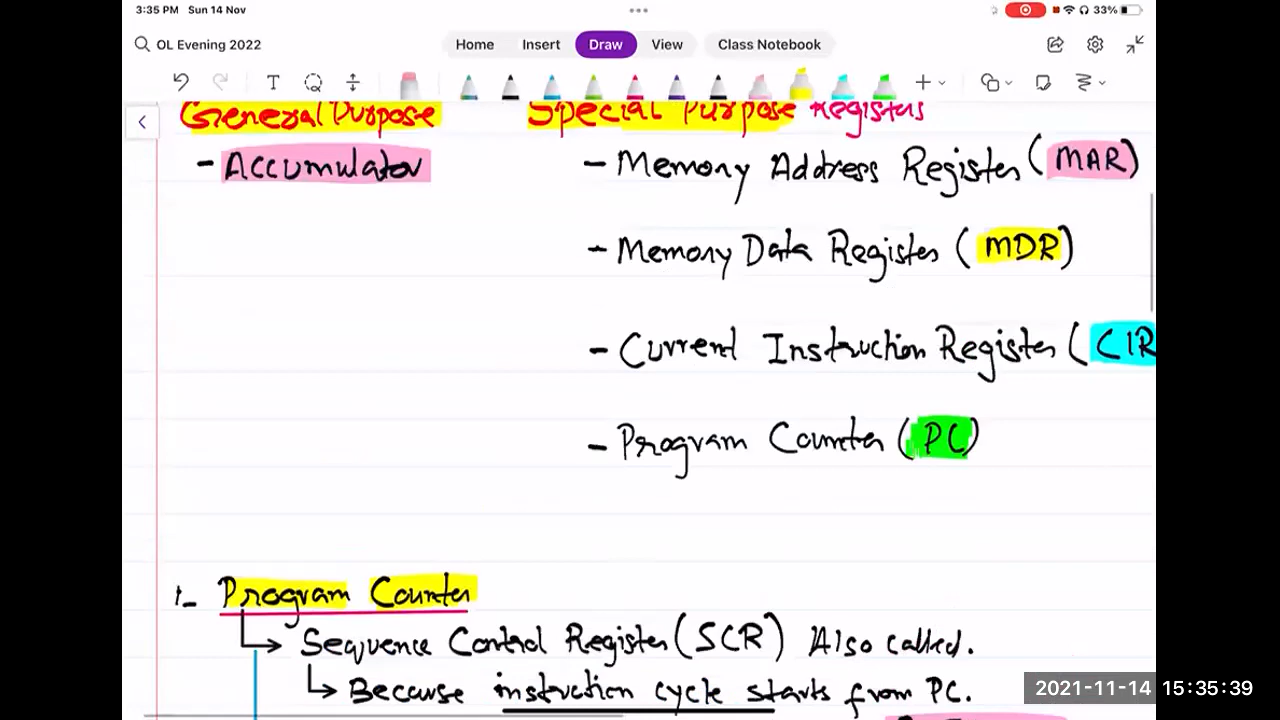 3:35 PM Sun 14 Nov
33%
OL Evening 2022
Home Insert Draw View Class Notebook
General Purpose
Special Purpose Registers
- Accumulator
- Memory Address Register (MAR)
- Memory Data Register (MDR)
- Current Instruction Register (CIR
- Program Counter (PC)
1- Program Counter
Sequence Control Register (SCR) Also called.
Because instruction cycle starts from PC.
2021-11-14 15:35:39